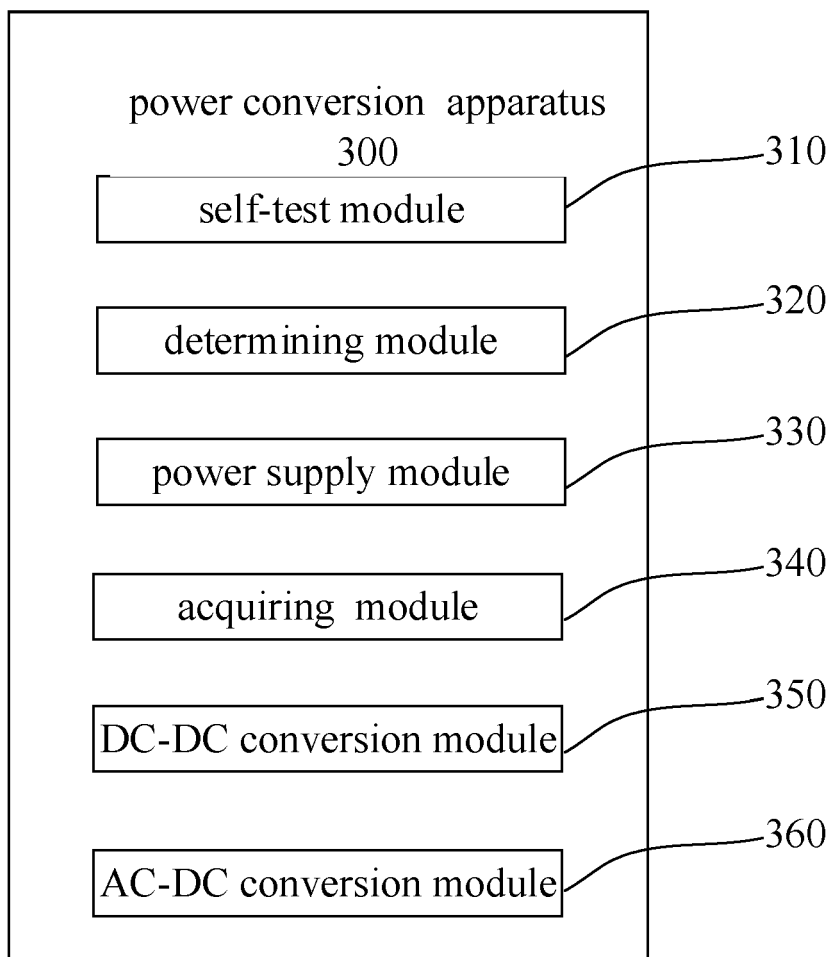 power conversion apparatus
300
310
self-test module
320
determining module
330
power supply module
340
acquiring module
350
DC-DC conversion module
360
AC-DC conversion module